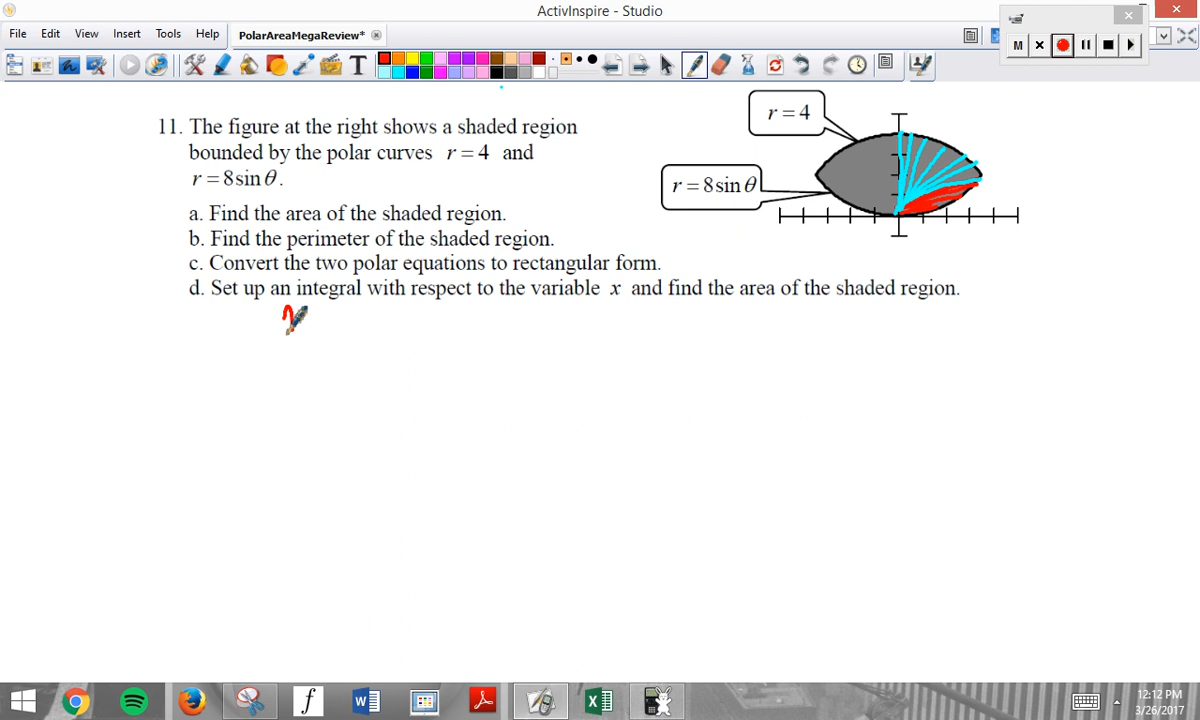 ActivInspire - Studio
File Edit View Insert Tools Help PolarAreaMegaReview*
M
T
11. The figure at the right shows a shaded region
bounded by the polar curves r = 4 and
r = 8 sin θ.
r = 4
r = 8 sin θ
a. Find the area of the shaded region.
b. Find the perimeter of the shaded region.
c. Convert the two polar equations to rectangular form.
d. Set up an integral with respect to the variable x and find the area of the shaded region.
12:12 PM
3/26/2017